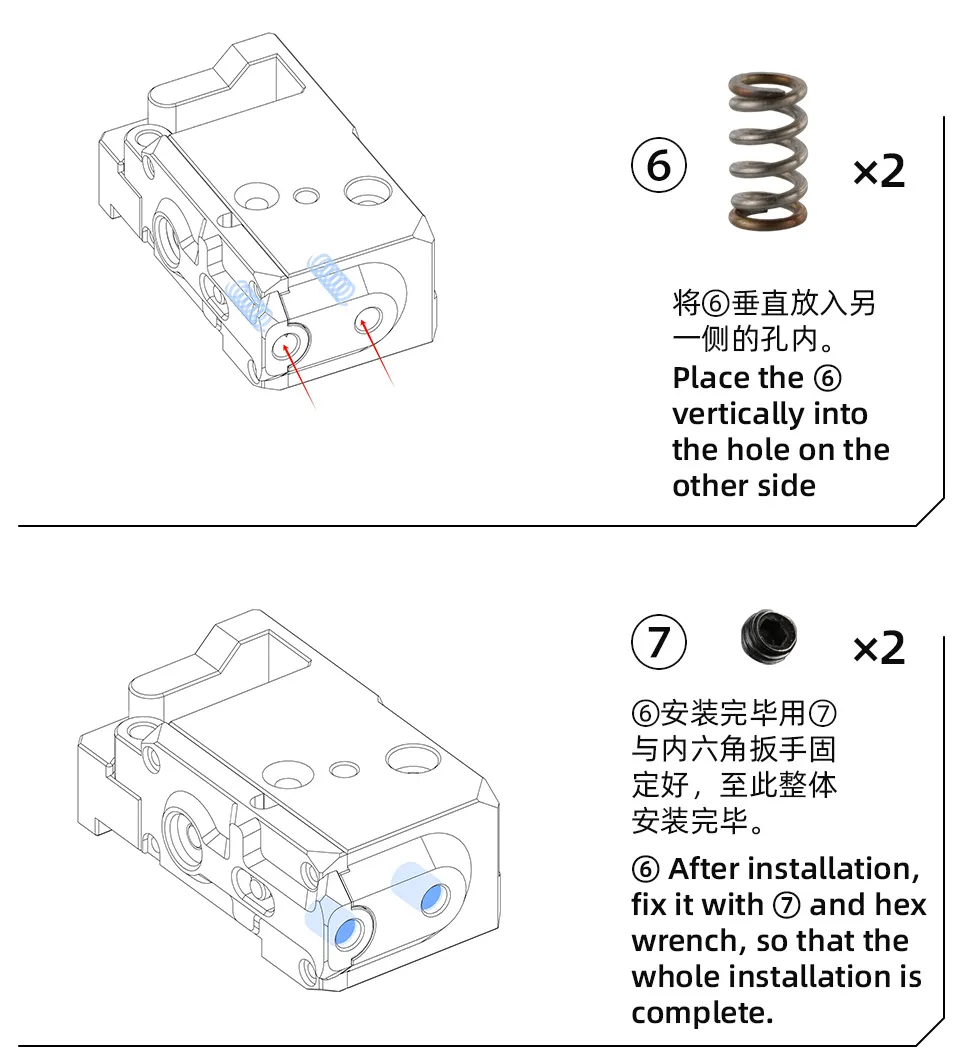 ⑥
×2
将⑥垂直放入另
一侧的孔内。
Place the ⑥
vertically into
the hole on the
other side
⑦
×2
⑥安装完毕用⑦
与内六角扳手固
定好，至此整体
安装完毕。
⑥ After installation,
fix it with ⑦ and hex
wrench, so that the
whole installation is
complete.